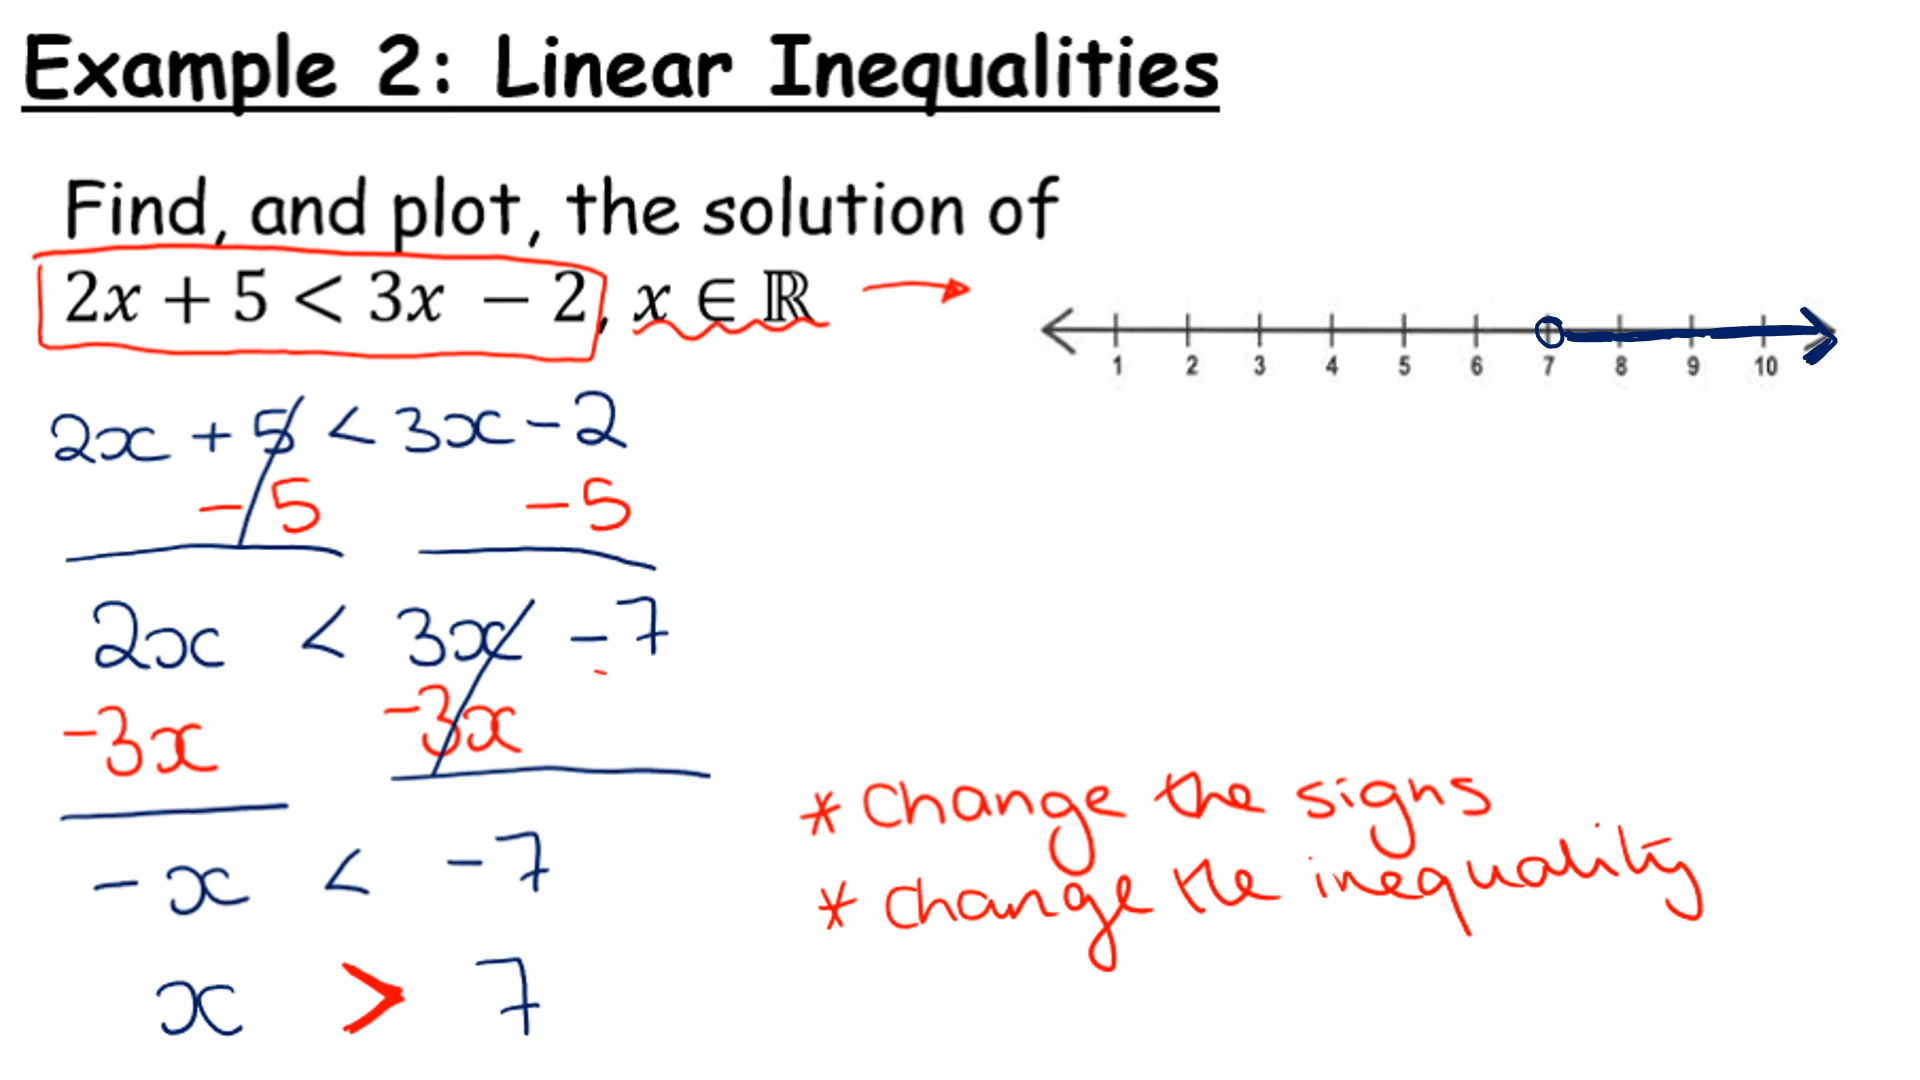 Example 2: Linear Inequalities
Find, and plot, the solution of
2x + 5 < 3x − 2, x ∈ ℝ
1 2 3 4 5 6 7 8 9 10
2x + 5 < 3x - 2
- 5 - 5
2x < 3x - 7
-3x -3x
- x < - 7
x > 7
* Change the signs
* Change the inequality